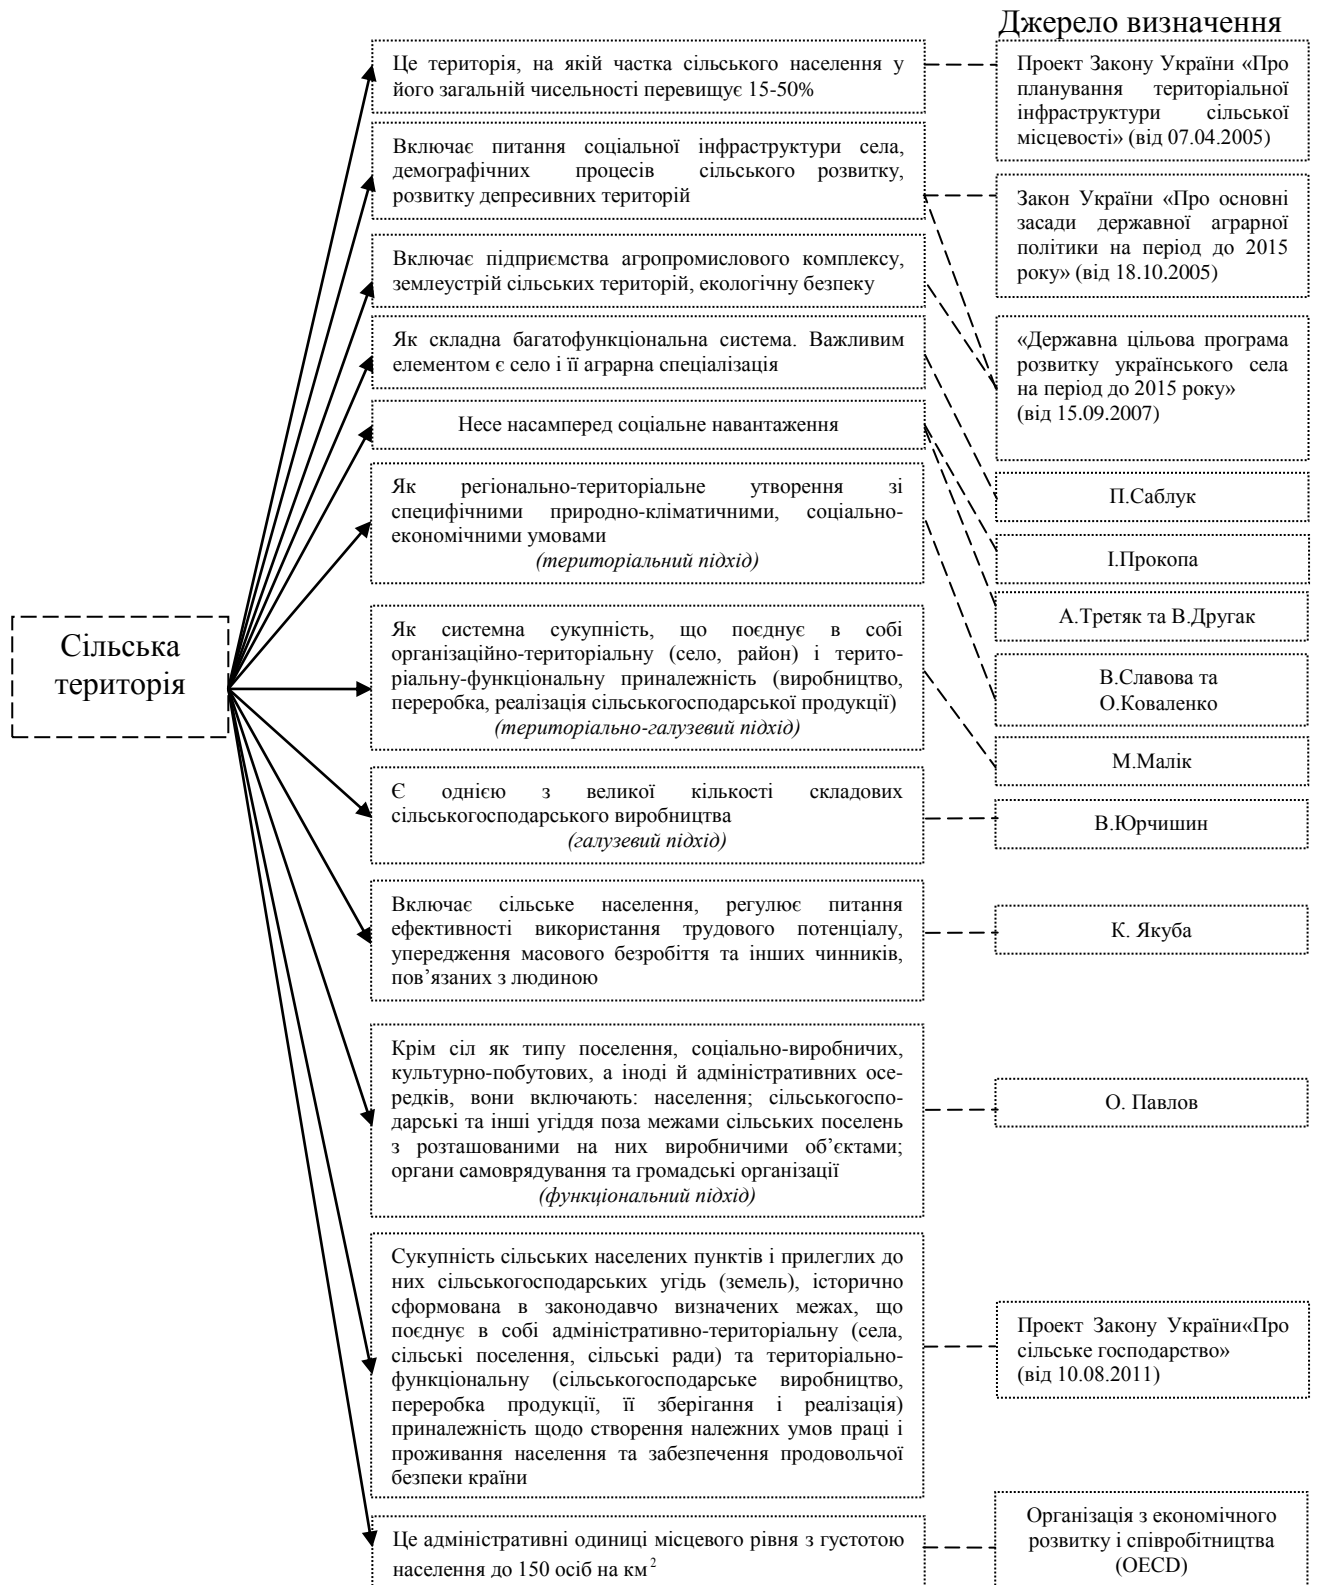 Джерело визначення
Це територія, на якій частка сільського населення у
його загальній чисельності перевищує 15-50%
Проект Закону України «Про
планування територіальної
інфраструктури сільської
місцевості» (від 07.04.2005)
Включає питання соціальної інфраструктури села,
демографічних процесів сільського розвитку,
розвитку депресивних територій
Закон України «Про основні
засади державної аграрної
політики на період до 2015
року» (від 18.10.2005)
Включає підприємства агропромислового комплексу,
землеустрій сільських територій, екологічну безпеку
«Державна цільова програма
розвитку українського села
на період до 2015 року»
(від 15.09.2007)
Як складна багатофункціональна система. Важливим
елементом є село і її аграрна спеціалізація
Несе насамперед соціальне навантаження
П.Саблук
Як регіонально-територіальне утворення зі
специфічними природно-кліматичними, соціально-
економічними умовами
(територіальний підхід)
І.Прокопа
А.Третяк та В.Другак
Сільська
територія
Як системна сукупність, що поєднує в собі
організаційно-територіальну (село, район) і терито-
ріальну-функціональну приналежність (виробництво,
переробка, реалізація сільськогосподарської продукції)
(територіально-галузевий підхід)
В.Славова та
О.Коваленко
М.Малік
Є однією з великої кількості складових
сільськогосподарського виробництва
(галузевий підхід)
В.Юрчишин
Включає сільське населення, регулює питання
ефективності використання трудового потенціалу,
упередження масового безробіття та інших чинників,
пов’язаних з людиною
К. Якуба
Крім сіл як типу поселення, соціально-виробничих,
культурно-побутових, а іноді й адміністративних осе-
редків, вони включають: населення; сільськогоспо-
дарські та інші угіддя поза межами сільських поселень
з розташованими на них виробничими об’єктами;
органи самоврядування та громадські організації
(функціональний підхід)
О. Павлов
Сукупність сільських населених пунктів і прилеглих до
них сільськогосподарських угідь (земель), історично
сформована в законодавчо визначених межах, що
поєднує в собі адміністративно-територіальну (села,
сільські поселення, сільські ради) та територіально-
функціональну (сільськогосподарське виробництво,
переробка продукції, її зберігання і реалізація)
приналежність щодо створення належних умов праці і
проживання населення та забезпечення продовольчої
безпеки країни
Проект Закону України«Про
сільське господарство»
(від 10.08.2011)
Це адміністративні одиниці місцевого рівня з густотою
населення до 150 осіб на км²
Організація з економічного
розвитку і співробітництва
(OECD)